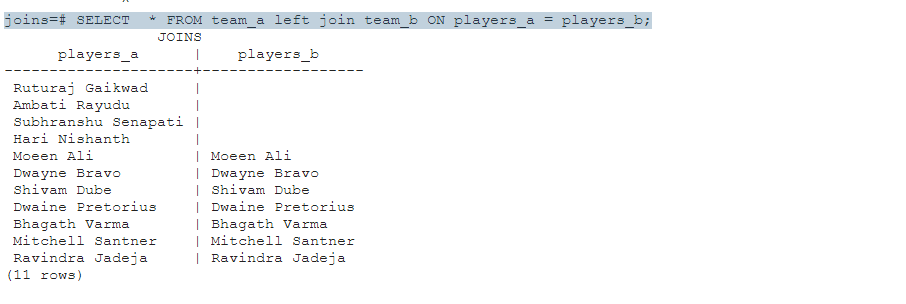 joins=# SELECT  * FROM team_a left join team_b ON players_a = players_b;
                 JOINS
      players_a      |    players_b
---------------------+------------------
 Ruturaj Gaikwad     |
 Ambati Rayudu       |
 Subhranshu Senapati |
 Hari Nishanth       |
 Moeen Ali           | Moeen Ali
 Dwayne Bravo        | Dwayne Bravo
 Shivam Dube         | Shivam Dube
 Dwaine Pretorius    | Dwaine Pretorius
 Bhagath Varma       | Bhagath Varma
 Mitchell Santner    | Mitchell Santner
 Ravindra Jadeja     | Ravindra Jadeja
(11 rows)